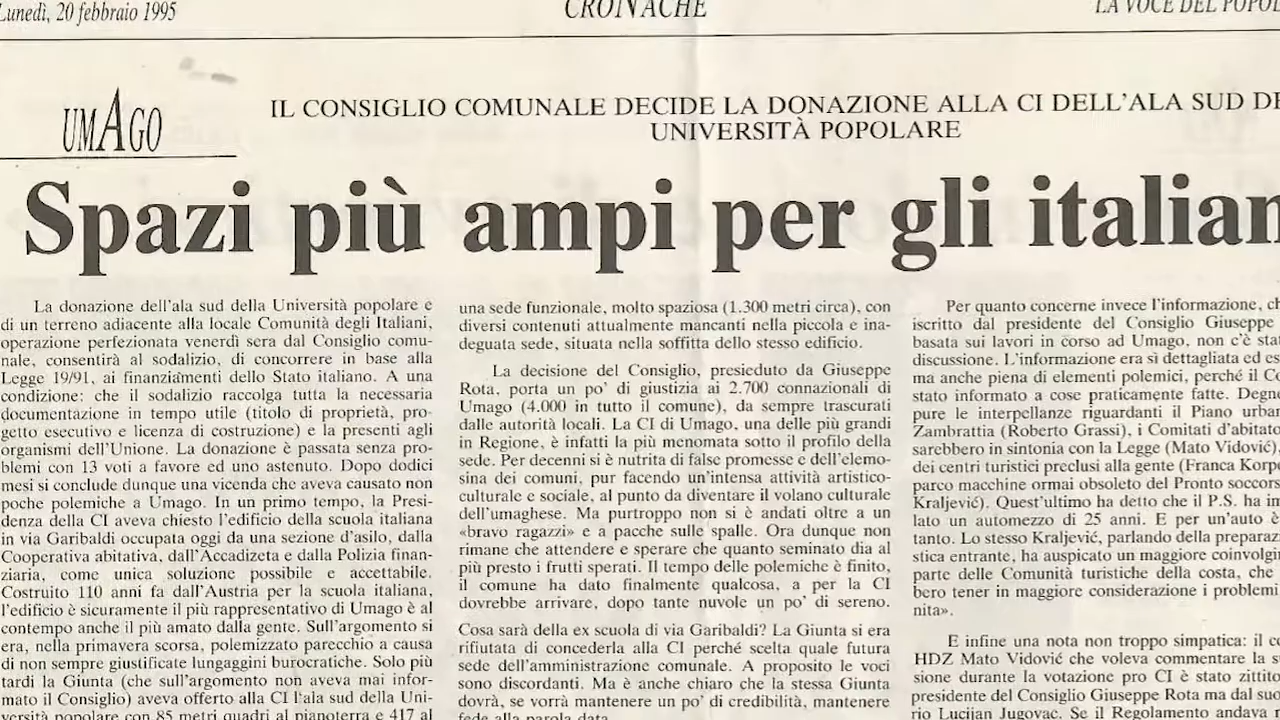 Lunedì, 20 febbraio 1995
CRONACHE
LA VOCE DEL POPOL
UMAGO
IL CONSIGLIO COMUNALE DECIDE LA DONAZIONE ALLA CI DELL'ALA SUD DE
UNIVERSITÀ POPOLARE
Spazi più ampi per gli italian
La donazione dell'ala sud della Università popolare e
di un terreno adiacente alla locale Comunità degli Italiani,
operazione perfezionata venerdì sera dal Consiglio comu-
nale, consentirà al sodalizio, di concorrere in base alla
Legge 19/91, ai finanziamenti dello Stato italiano. A una
condizione: che il sodalizio raccolga tutta la necessaria
documentazione in tempo utile (titolo di proprietà, pro-
getto esecutivo e licenza di costruzione) e la presenti agli
organismi dell'Unione. La donazione è passata senza pro-
blemi con 13 voti a favore ed uno astenuto. Dopo dodici
mesi si conclude dunque una vicenda che aveva causato non
poche polemiche a Umago. In un primo tempo, la Presi-
denza della CI aveva chiesto l'edificio della scuola italiana
in via Garibaldi occupata oggi da una sezione d'asilo, dalla
Cooperativa abitativa, dall'Accadizeta e dalla Polizia finan-
ziaria, come unica soluzione possibile e accettabile.
Costruito 110 anni fa dall'Austria per la scuola italiana,
l'edificio è sicuramente il più rappresentativo di Umago è al
contempo anche il più amato dalla gente. Sull'argomento si
era, nella primavera scorsa, polemizzato parecchio a causa
di non sempre giustificate lungaggini burocratiche. Solo più
tardi la Giunta (che sull'argomento non aveva mai infor-
mato il Consiglio) aveva offerto alla CI l'ala sud della Uni-
versità popolare con 85 metri quadri al pianoterra e 417 al
una sede funzionale, molto spaziosa (1.300 metri circa), con
diversi contenuti attualmente mancanti nella piccola e ina-
deguata sede, situata nella soffitta dello stesso edificio.
La decisione del Consiglio, presieduto da Giuseppe
Rota, porta un po' di giustizia ai 2.700 connazionali di
Umago (4.000 in tutto il comune), da sempre trascurati
dalle autorità locali. La CI di Umago, una delle più grandi
in Regione, è infatti la più menomata sotto il profilo della
sede. Per decenni si è nutrita di false promesse e dell'elemo-
sina dei comuni, pur facendo un'intensa attività artistico-
culturale e sociale, al punto da diventare il volano culturale
dell'umaghese. Ma purtroppo non si è andati oltre a un
«bravo ragazzi» e a pacche sulle spalle. Ora dunque non
rimane che attendere e sperare che quanto seminato dia al
più presto i frutti sperati. Il tempo delle polemiche è finito,
il comune ha dato finalmente qualcosa, a per la CI
dovrebbe arrivare, dopo tante nuvole un po' di sereno.
Cosa sarà della ex scuola di via Garibaldi? La Giunta si era
rifiutata di concederla alla CI perché scelta quale futura
sede dell'amministrazione comunale. A proposito le voci
sono discordanti. Ma è anche chiaro che la stessa Giunta
dovrà, se vorrà mantenere un po' di credibilità, mantenere
fede alla parola data.
Per quanto concerne invece l'informazione, ch
iscritto dal presidente del Consiglio Giuseppe
basata sui lavori in corso ad Umago, non c'è stat
discussione. L'informazione era sì dettagliata ed es
ma anche piena di elementi polemici, perché il Co
stato informato a cose praticamente fatte. Degne
pure le interpellanze riguardanti il Piano urban
Zambrattia (Roberto Grassi), i Comitati d'abitato
sarebbero in sintonia con la Legge (Mato Vidović),
dei centri turistici preclusi alla gente (Franca Korpo
parco macchine ormai obsoleto del Pronto soccors
Kraljević). Quest'ultimo ha detto che il P.S. ha im
lato un automezzo di 25 anni. E per un'auto è
tanto. Lo stesso Kraljević, parlando della preparazi
stica entrante, ha auspicato un maggiore coinvolgin
parte delle Comunità turistiche della costa, che
bero tener in maggiore considerazione i problemi
nita».
E infine una nota non troppo simpatica: il co
HDZ Mato Vidović che voleva commentare la s
sione durante la votazione pro CI è stato zittito
presidente del Consiglio Giuseppe Rota ma dal suo
rio Lucijan Jugovac. Se il Regolamento andava r